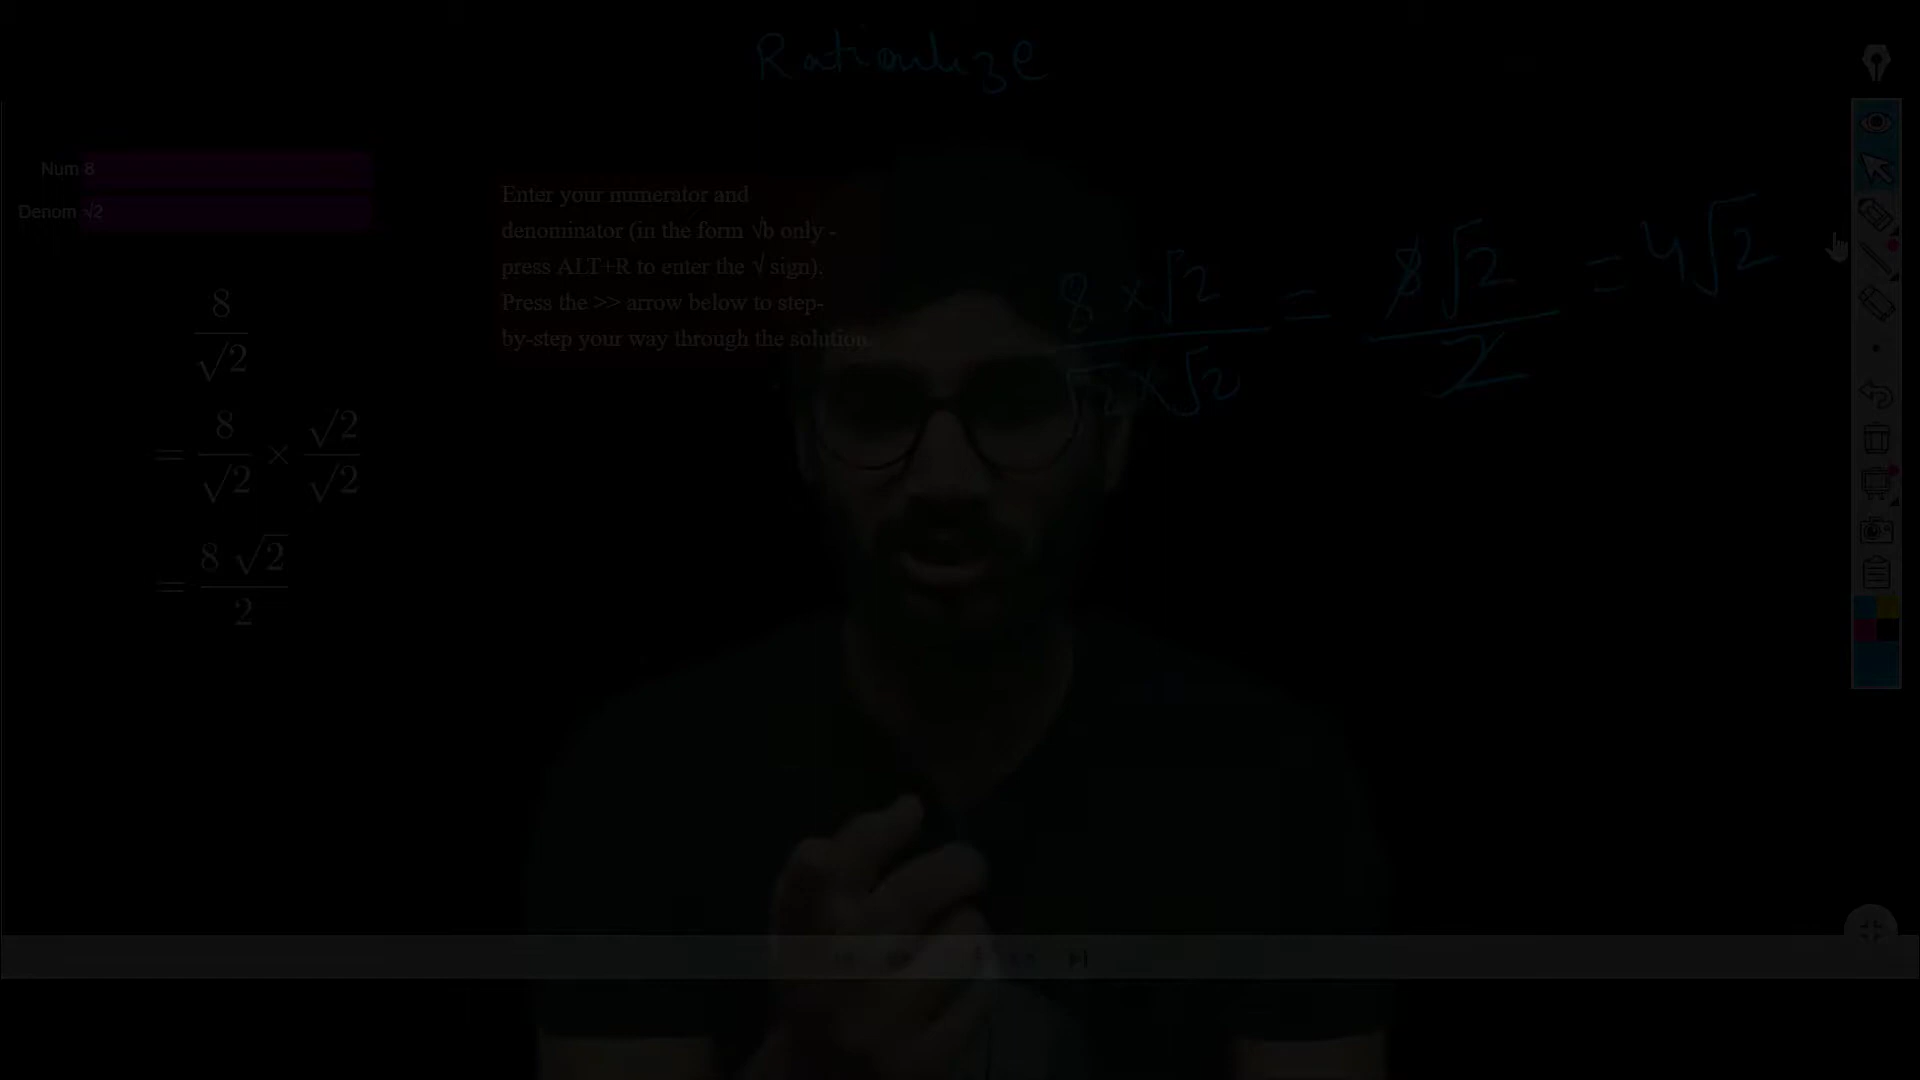 Rationalize
Num 8
Denom √2
Enter your numerator and
denominator (in the form √b only -
press ALT+R to enter the √ sign).
Press the >> arrow below to step-
by-step your way through the solution
8/√2
= 8/√2 × √2/√2
= 8 √2/2
8 × √2/√2 × √2 = 8√2/2 = 4√2